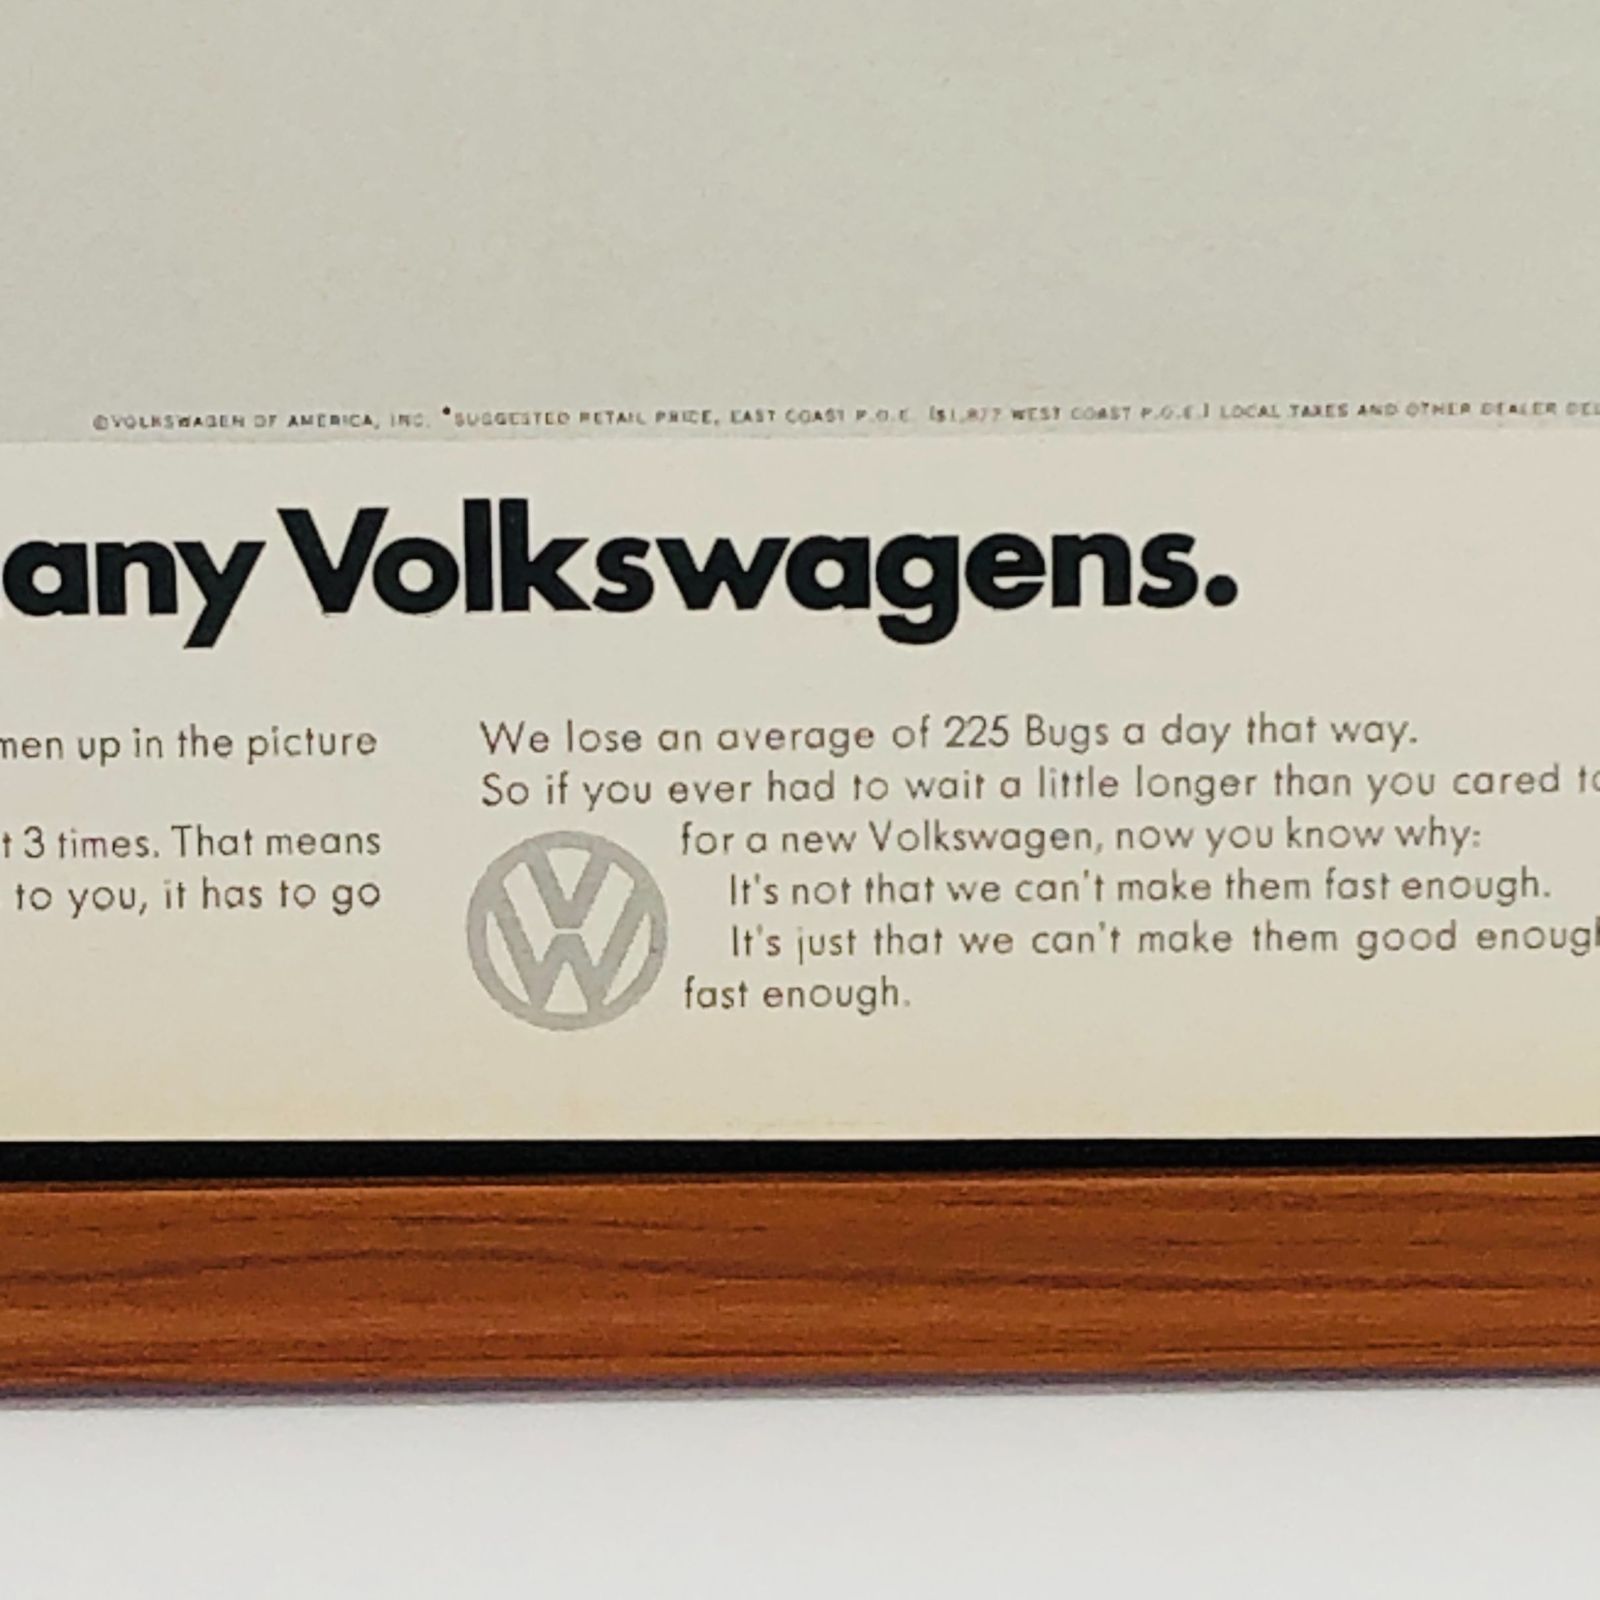 ©VOLKSWAGEN OF AMERICA, INC. *SUGGESTED RETAIL PRICE, EAST COAST P.O.E. ($1,877 WEST COAST P.O.E.) LOCAL TAXES AND OTHER DEALER DEL
any Volkswagens.
men up in the picture
t 3 times. That means
to you, it has to go
We lose an average of 225 Bugs a day that way.
So if you ever had to wait a little longer than you cared to
for a new Volkswagen, now you know why:
It's not that we can't make them fast enough.
It's just that we can't make them good enough
fast enough.